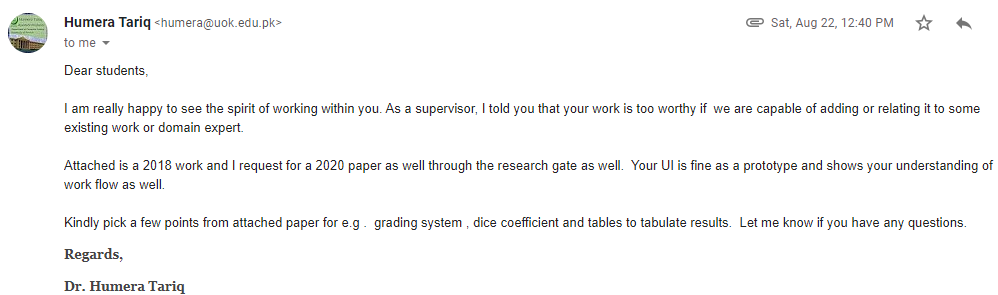 Humera Tariq <humera@uok.edu.pk>
Sat, Aug 22, 12:40 PM
to me
Dear students,
I am really happy to see the spirit of working within you. As a supervisor, I told you that your work is too worthy if  we are capable of adding or relating it to some
existing work or domain expert.
Attached is a 2018 work and I request for a 2020 paper as well through the research gate as well.  Your UI is fine as a prototype and shows your understanding of
work flow as well.
Kindly pick a few points from attached paper for e.g .  grading system , dice coefficient and tables to tabulate results.  Let me know if you have any questions.
Regards,
Dr. Humera Tariq